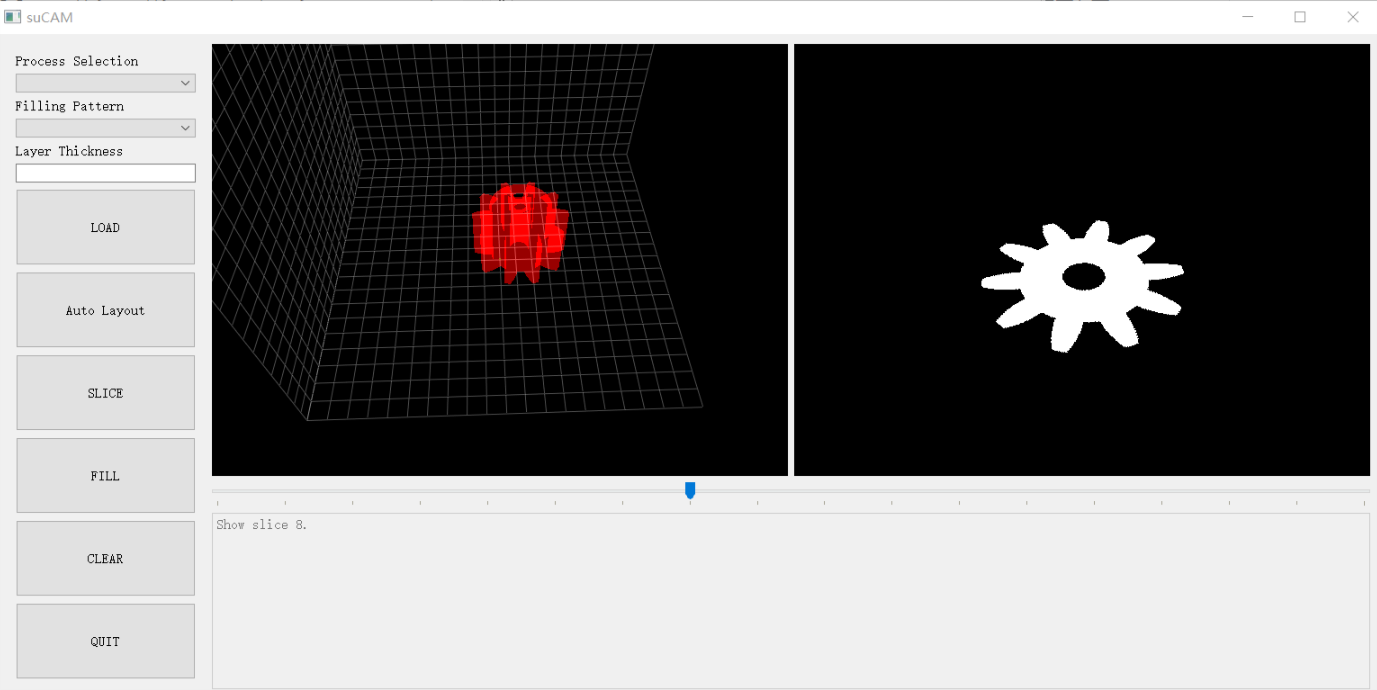 suCAM
Process Selection
Filling Pattern
Layer Thickness
LOAD
Auto Layout
SLICE
FILL
CLEAR
QUIT
Show slice 8.